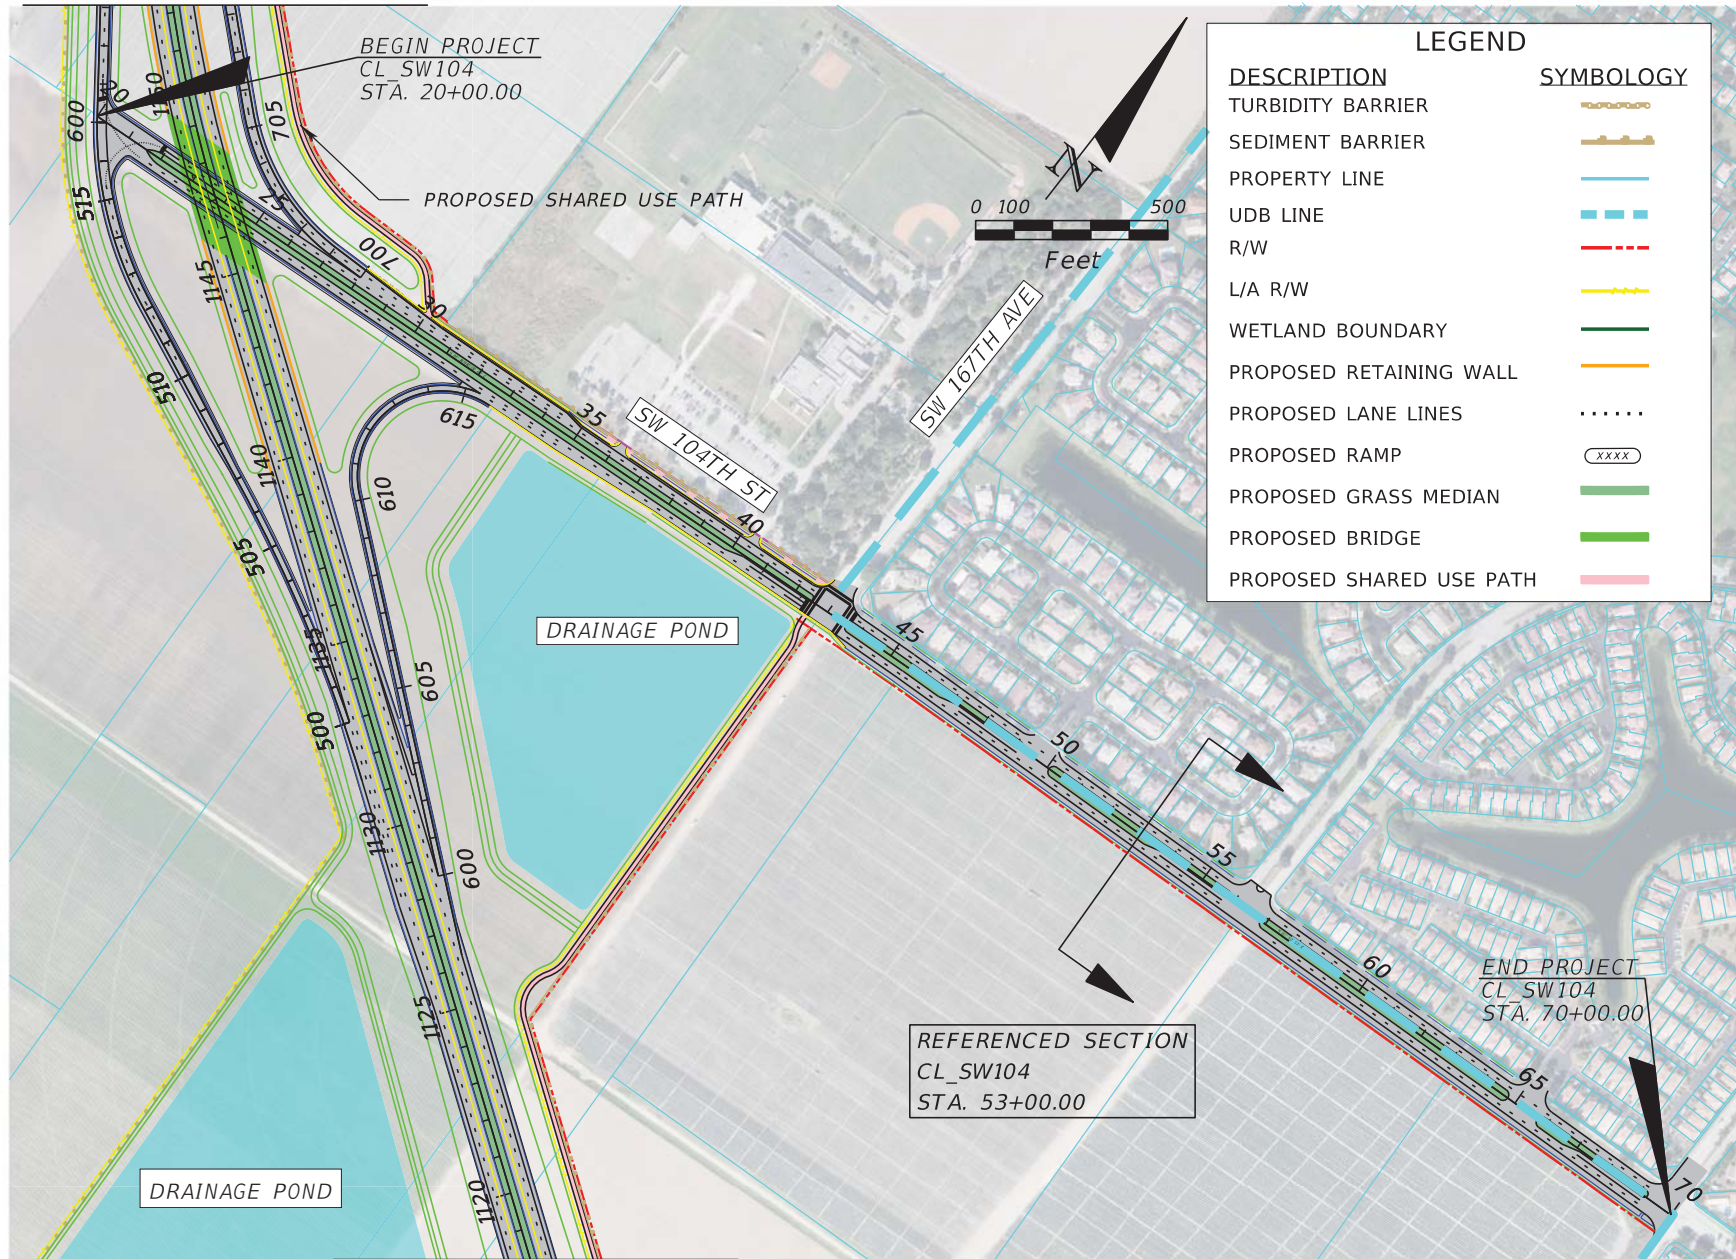 BEGIN PROJECT
CL_SW104
STA. 20+00.00
PROPOSED SHARED USE PATH
N
0 100 500
Feet
LEGEND
DESCRIPTION SYMBOLOGY
TURBIDITY BARRIER
SEDIMENT BARRIER
PROPERTY LINE
UDB LINE
R/W
L/A R/W
WETLAND BOUNDARY
PROPOSED RETAINING WALL
PROPOSED LANE LINES
PROPOSED RAMP XXXX
PROPOSED GRASS MEDIAN
PROPOSED BRIDGE
PROPOSED SHARED USE PATH
SW 167TH AVE
SW 104TH ST
DRAINAGE POND
DRAINAGE POND
REFERENCED SECTION
CL_SW104
STA. 53+00.00
END PROJECT
CL_SW104
STA. 70+00.00
600
515
510
505
500
1150
1145
1140
1135
1130
1125
1120
705
700
615
610
605
600
20
25
30
35
40
45
50
55
60
65
70